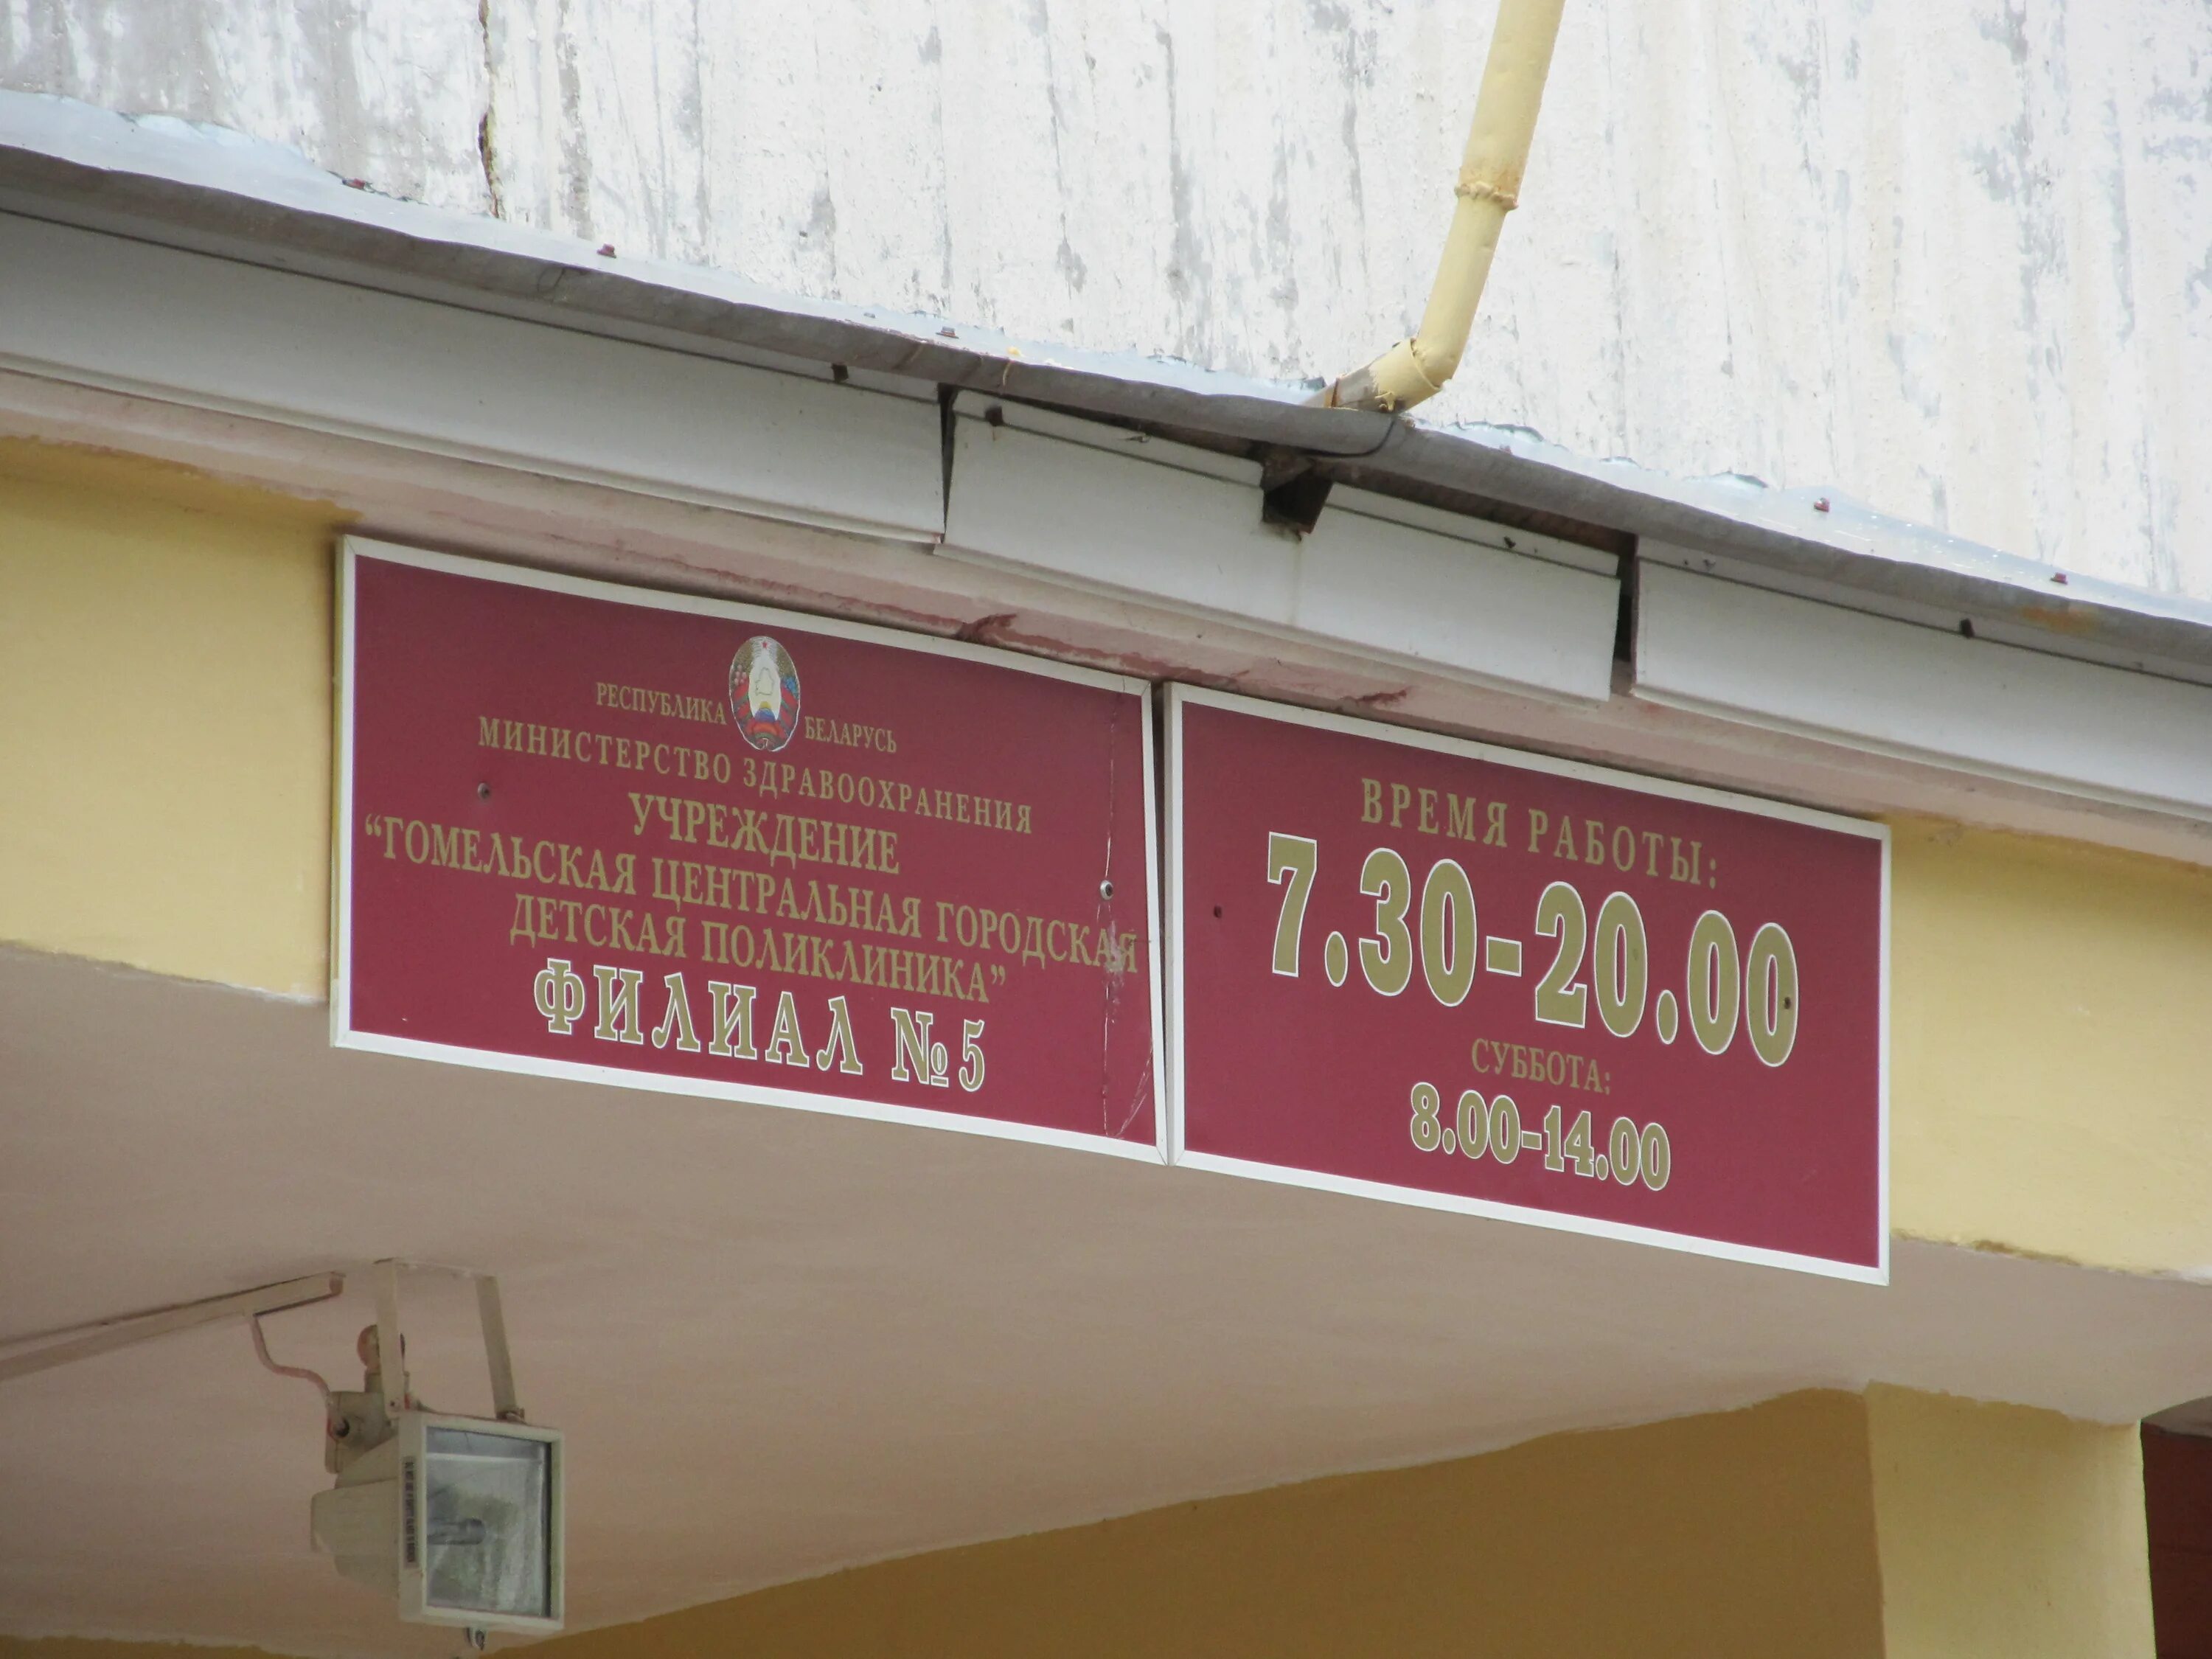 РЕСПУБЛИКА БЕЛАРУСЬ
МИНИСТЕРСТВО ЗДРАВООХРАНЕНИЯ
УЧРЕЖДЕНИЕ
“ГОМЕЛЬСКАЯ ЦЕНТРАЛЬНАЯ ГОРОДСКАЯ
ДЕТСКАЯ ПОЛИКЛИНИКА”
ФИЛИАЛ №5
ВРЕМЯ РАБОТЫ:
7.30-20.00
СУББОТА:
8.00-14.00